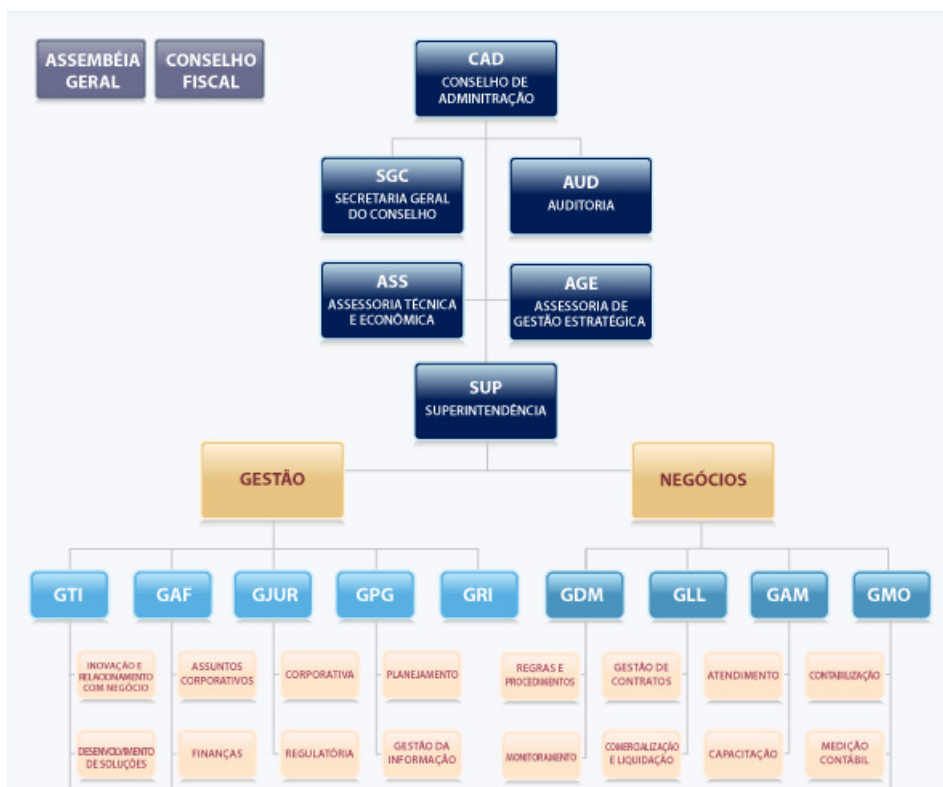 ASSEMBÉIA
GERAL
CONSELHO
FISCAL
CAD
CONSELHO DE
ADMINITRAÇÃO
SGC
SECRETARIA GERAL
DO CONSELHO
AUD
AUDITORIA
ASS
ASSESSORIA TÉCNICA
E ECONÔMICA
AGE
ASSESSORIA DE
GESTÃO ESTRATÉGICA
SUP
SUPERINTENDÊNCIA
GESTÃO
NEGÓCIOS
GTI
GAF
GJUR
GPG
GRI
GDM
GLL
GAM
GMO
INOVAÇÃO E
RELACIONAMENTO
COM NEGÓCIO
ASSUNTOS
CORPORATIVOS
CORPORATIVA
PLANEJAMENTO
REGRAS E
PROCEDIMENTOS
GESTÃO DE
CONTRATOS
ATENDIMENTO
CONTABILIZAÇÃO
DESENVOLVIMENTO
DE SOLUÇÕES
FINANÇAS
REGULATÓRIA
GESTÃO DA
INFORMAÇÃO
MONITORAMENTO
COMERCIALIZAÇÃO
E LIQUIDAÇÃO
CAPACITAÇÃO
MEDIÇÃO
CONTÁBIL